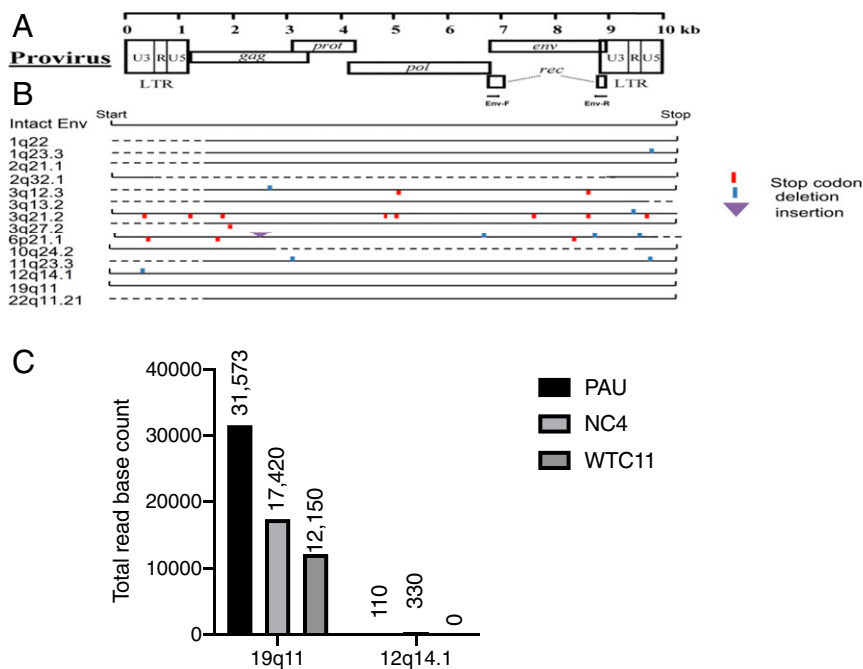 A
0 1 2 3 4 5 6 7 8 9 10 kb
Provirus
U3 R U5 gag prot pol env rec U3 R U5
LTR LTR
Env-F Env-R
B
Start Stop
Intact Env
1q22
1q23.3
2q21.1
2q32.1
3q12.3
3q13.2
3q21.2
3q27.2
6p21.1
10q24.2
11q23.3
12q14.1
19q11
22q11.21
Stop codon
deletion
insertion
C
Total read base count
40000
30000
20000
10000
0
31,573
17,420
12,150
110
330
0
19q11
12q14.1
PAU
NC4
WTC11